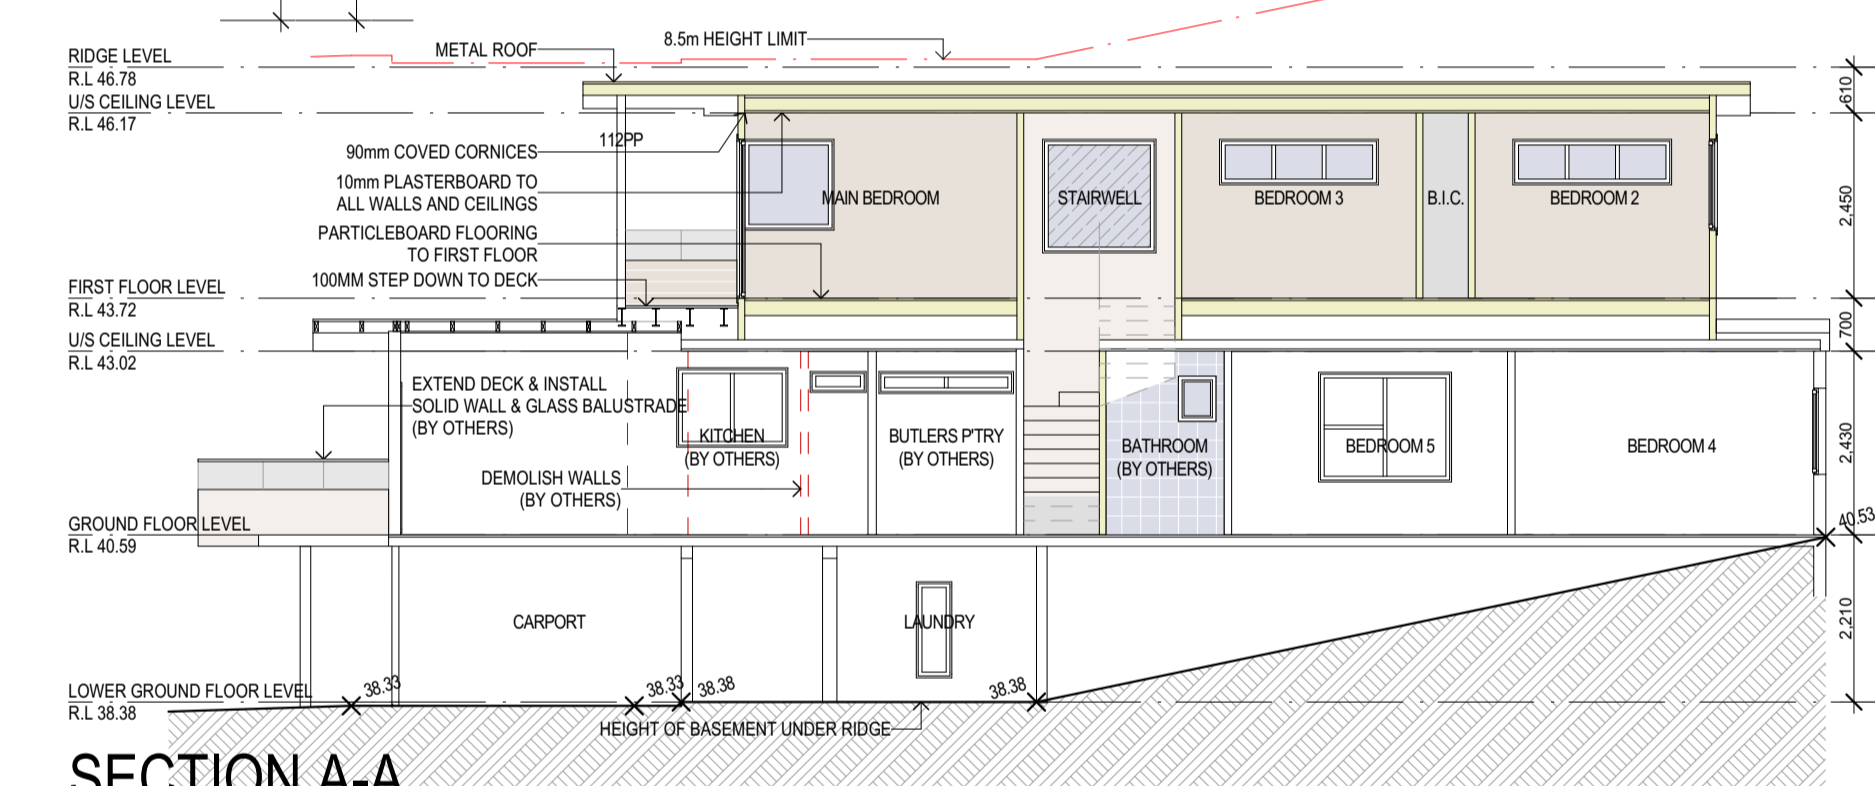 RIDGE LEVEL
R.L 46.78
U/S CEILING LEVEL
R.L 46.17
FIRST FLOOR LEVEL
R.L 43.72
U/S CEILING LEVEL
R.L 43.02
GROUND FLOOR LEVEL
R.L 40.59
LOWER GROUND FLOOR LEVEL
R.L 38.38
METAL ROOF
8.5m HEIGHT LIMIT
112PP
90mm COVED CORNICES
10mm PLASTERBOARD TO
ALL WALLS AND CEILINGS
PARTICLEBOARD FLOORING
TO FIRST FLOOR
100MM STEP DOWN TO DECK
MAIN BEDROOM
STAIRWELL
BEDROOM 3
B.I.C.
BEDROOM 2
EXTEND DECK & INSTALL
SOLID WALL & GLASS BALUSTRADE
(BY OTHERS)
DEMOLISH WALLS
(BY OTHERS)
KITCHEN
(BY OTHERS)
BUTLERS P'TRY
(BY OTHERS)
BATHROOM
(BY OTHERS)
BEDROOM 5
BEDROOM 4
CARPORT
LAUNDRY
38.33
38.33
38.38
38.38
40.53
HEIGHT OF BASEMENT UNDER RIDGE
610
2,450
700
2,430
2,210
SECTION A-A